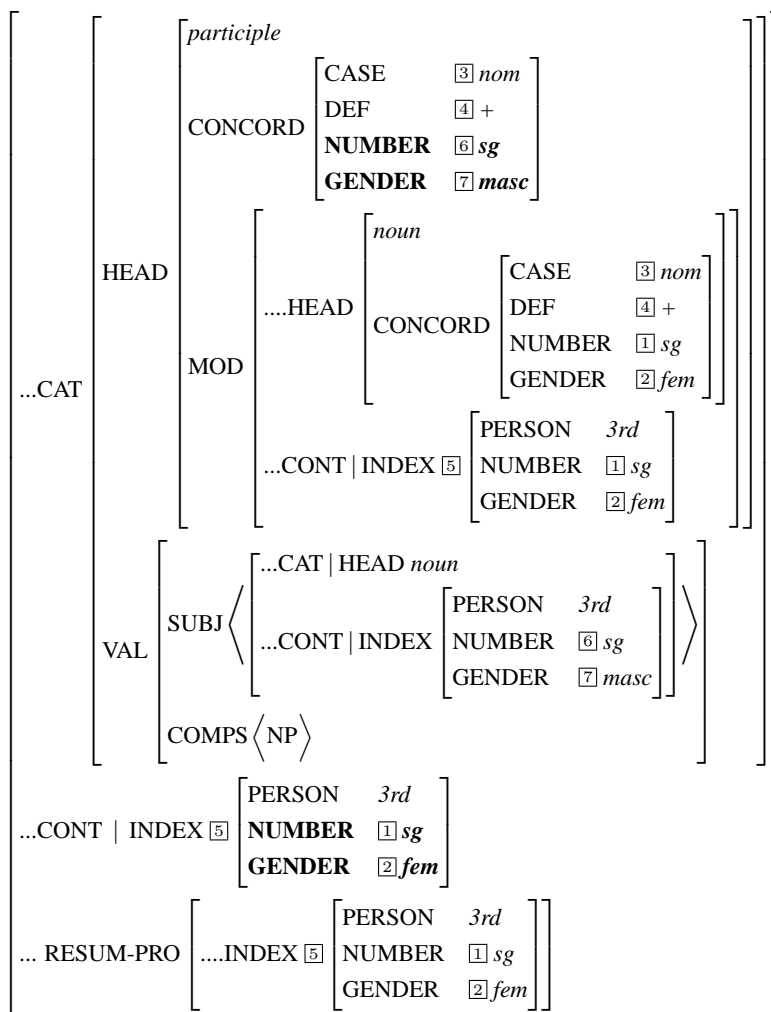 participle
CASE 3 nom
DEF 4 +
CONCORD
NUMBER 6 sg
GENDER 7 masc
noun
CASE 3 nom
....HEAD
DEF 4 +
CONCORD
NUMBER 1 sg
GENDER 2 fem
HEAD
MOD
...CAT
PERSON 3rd
...CONT | INDEX 5 NUMBER 1 sg
GENDER 2 fem
...CAT | HEAD noun
SUBJ
PERSON 3rd
...CONT | INDEX NUMBER 6 sg
GENDER 7 masc
VAL
COMPS NP
PERSON 3rd
...CONT | INDEX 5 NUMBER 1 sg
GENDER 2 fem
PERSON 3rd
... RESUM-PRO ....INDEX 5 NUMBER 1 sg
GENDER 2 fem